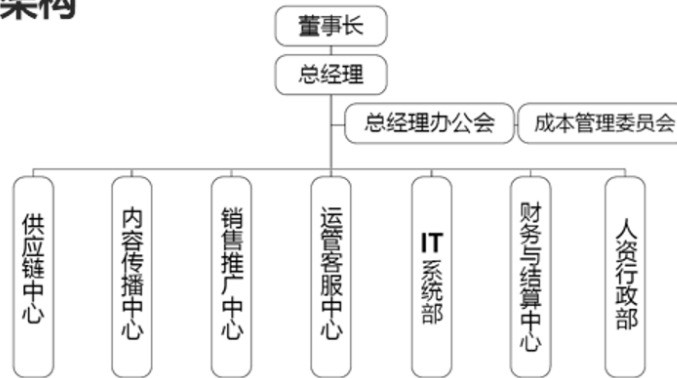 架构
董事长
总经理
总经理办公会
成本管理委员会
供应链中心
内容传播中心
销售推广中心
运管客服中心
IT系统部
财务与结算中心
人资行政部